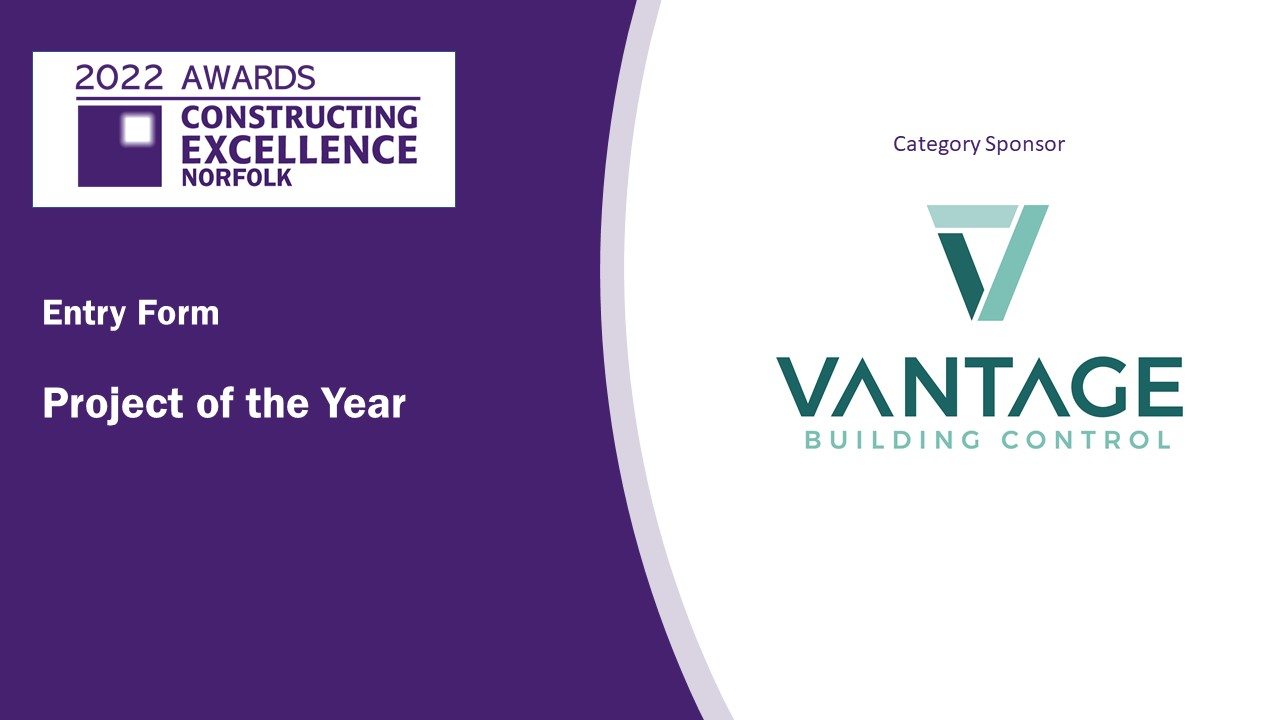 2022 AWARDS
CONSTRUCTING
EXCELLENCE
NORFOLK
Entry Form
Project of the Year
Category Sponsor
VANTAGE
BUILDING CONTROL